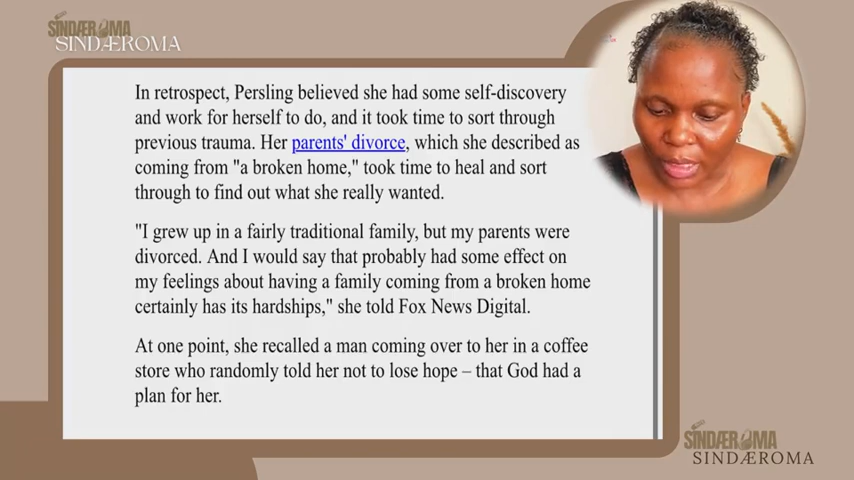 SINDÆROMA
SINDÆROMA
In retrospect, Persling believed she had some self-discovery
and work for herself to do, and it took time to sort through
previous trauma. Her parents' divorce, which she described as
coming from "a broken home," took time to heal and sort
through to find out what she really wanted.
"I grew up in a fairly traditional family, but my parents were
divorced. And I would say that probably had some effect on
my feelings about having a family coming from a broken home
certainly has its hardships," she told Fox News Digital.
At one point, she recalled a man coming over to her in a coffee
store who randomly told her not to lose hope – that God had a
plan for her.
SINDÆROMA
SINDÆROMA